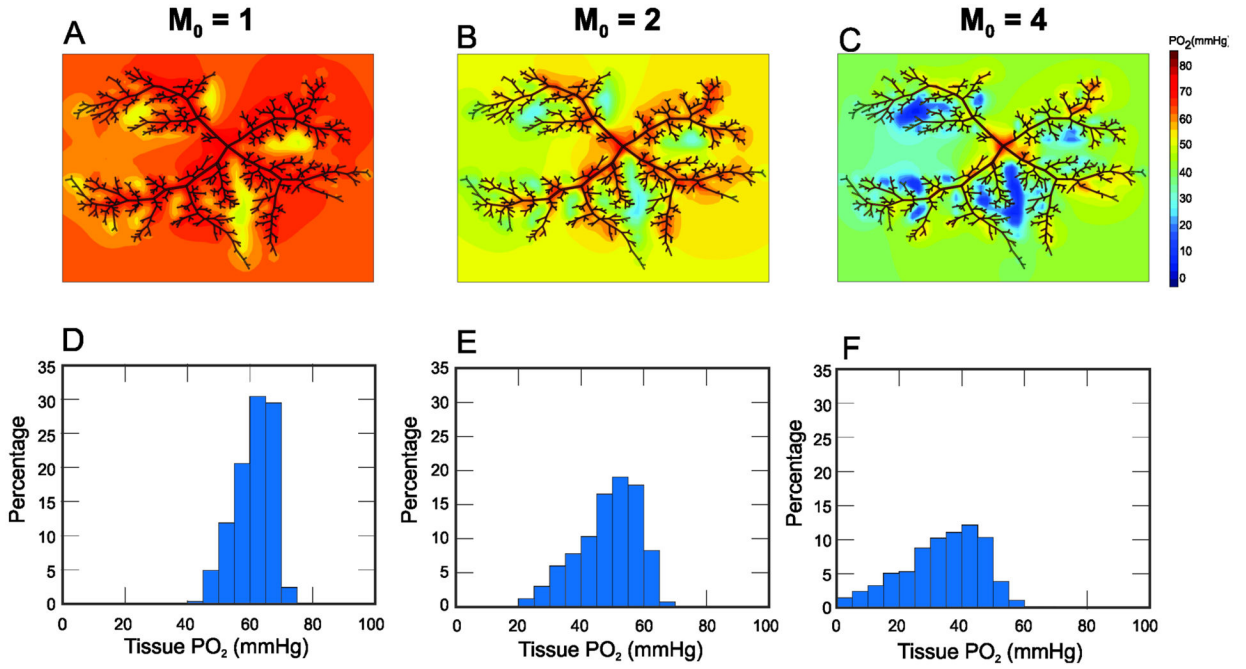 M₀ = 1
M₀ = 2
M₀ = 4
A
B
C
PO₂(mmHg)
80
70
60
50
40
30
20
10
0
D
35
30
25
20
15
10
5
0
Percentage
0 20 40 60 80 100
Tissue PO₂ (mmHg)
E
35
30
25
20
15
10
5
0
Percentage
0 20 40 60 80 100
Tissue PO₂ (mmHg)
F
35
30
25
20
15
10
5
0
Percentage
0 20 40 60 80 100
Tissue PO₂ (mmHg)